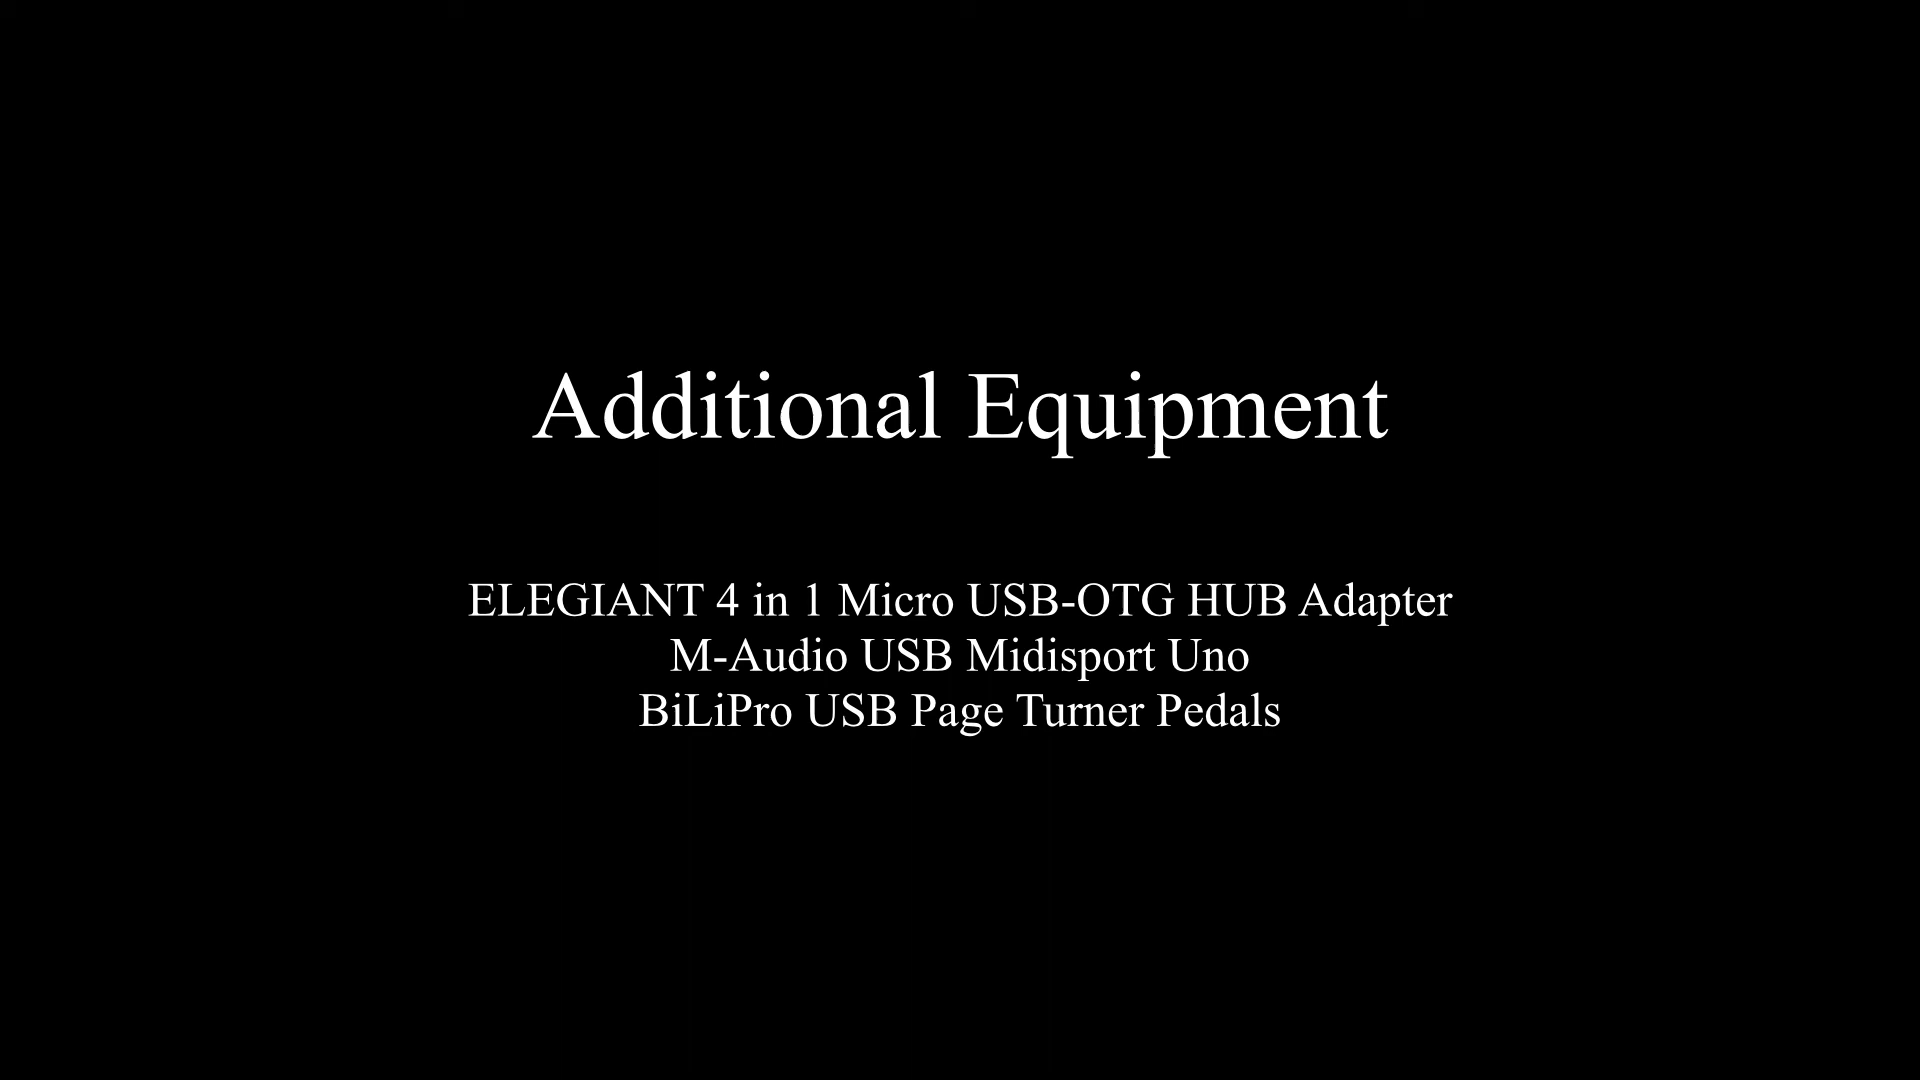 Additional Equipment
ELEGIANT 4 in 1 Micro USB-OTG HUB Adapter
M-Audio USB Midisport Uno
BiLiPro USB Page Turner Pedals